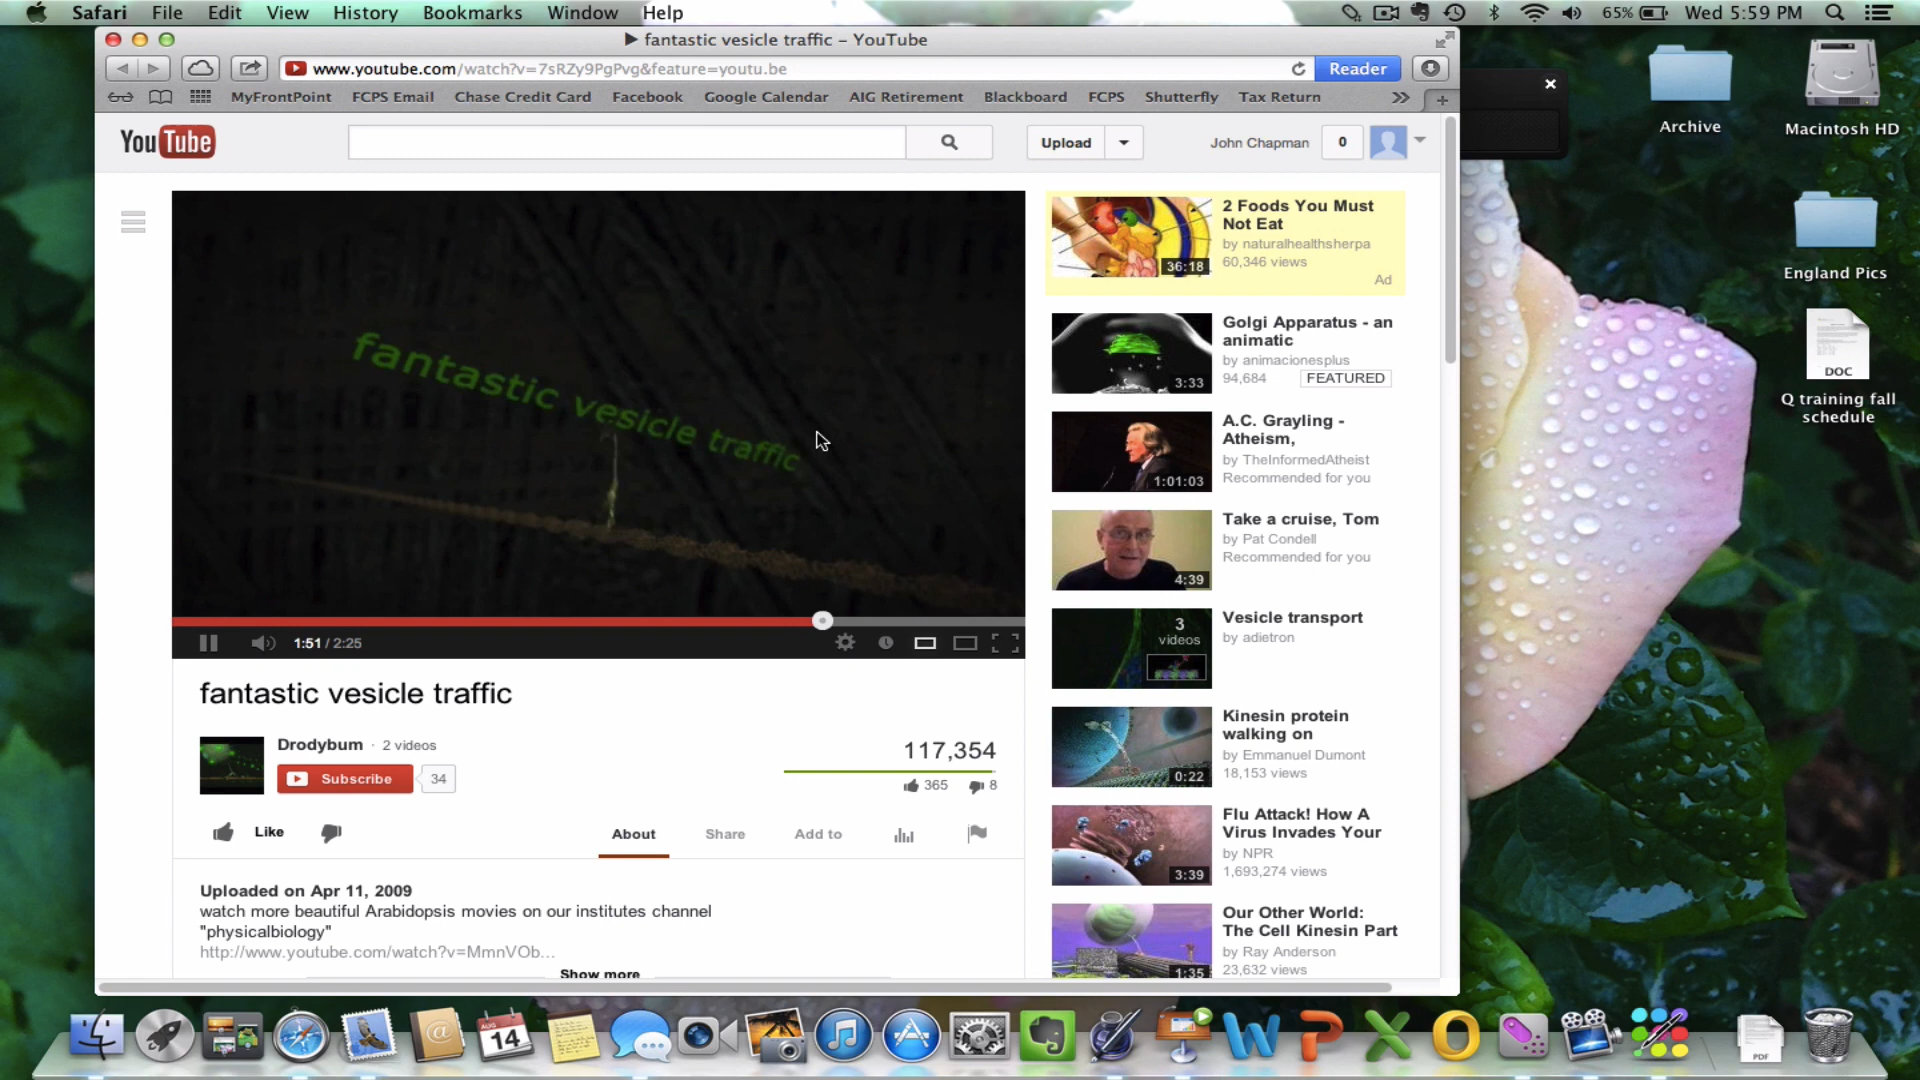 Safari File Edit View History Bookmarks Window Help
65% Wed 5:59 PM
fantastic vesicle traffic – YouTube
www.youtube.com/watch?v=7sRZy9PgPvg&feature=youtu.be
Reader
MyFrontPoint FCPS Email Chase Credit Card Facebook Google Calendar AIG Retirement Blackboard FCPS Shutterfly Tax Return
YouTube
Upload
John Chapman
0
fantastic vesicle traffic
1:51 / 2:25
fantastic vesicle traffic
Drodybum · 2 videos
Subscribe
34
117,354
365
8
Like
About
Share
Add to
Uploaded on Apr 11, 2009
watch more beautiful Arabidopsis movies on our institutes channel
"physicalbiology"
http://www.youtube.com/watch?v=MmnVOb...
Show more
36:18
2 Foods You Must
Not Eat
by naturalhealthsherpa
60,346 views
Ad
3:33
Golgi Apparatus - an
animatic
by animacionesplus
94,684
FEATURED
1:01:03
A.C. Grayling -
Atheism,
by TheInformedAtheist
Recommended for you
4:39
Take a cruise, Tom
by Pat Condell
Recommended for you
3
videos
Vesicle transport
by adietron
0:22
Kinesin protein
walking on
by Emmanuel Dumont
18,153 views
3:39
Flu Attack! How A
Virus Invades Your
by NPR
1,693,274 views
1:35
Our Other World:
The Cell Kinesin Part
by Ray Anderson
23,632 views
Archive
Macintosh HD
England Pics
DOC
Q training fall
schedule
AUG
14
PDF